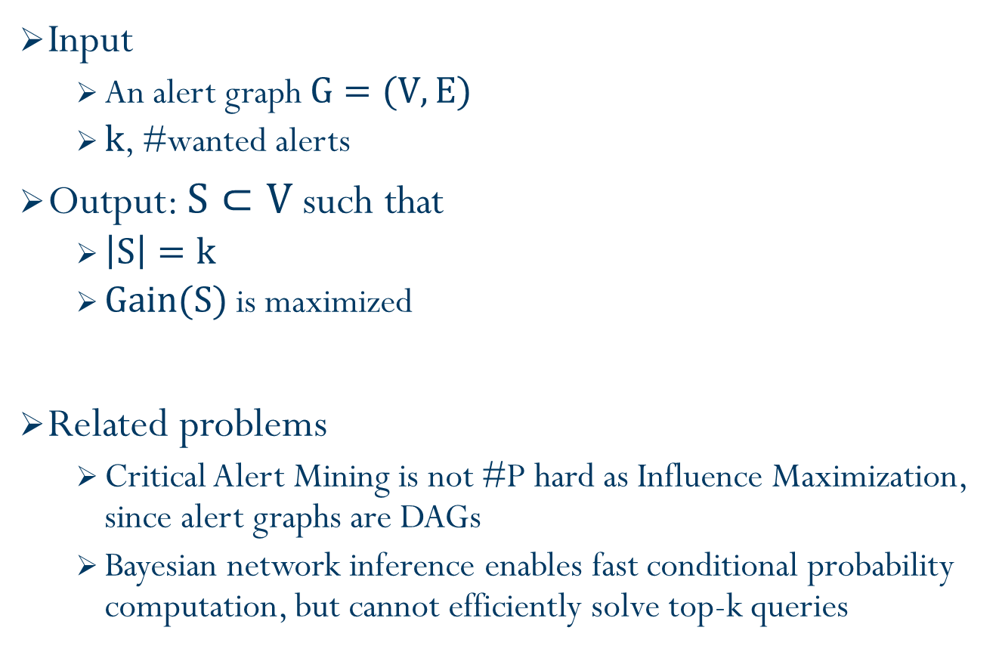 ➢Input
➢An alert graph G = (V, E)
➢k, #wanted alerts
➢Output: S ⊂ V such that
➢|S| = k
➢Gain(S) is maximized
➢Related problems
➢Critical Alert Mining is not #P hard as Influence Maximization,
since alert graphs are DAGs
➢Bayesian network inference enables fast conditional probability
computation, but cannot efficiently solve top-k queries